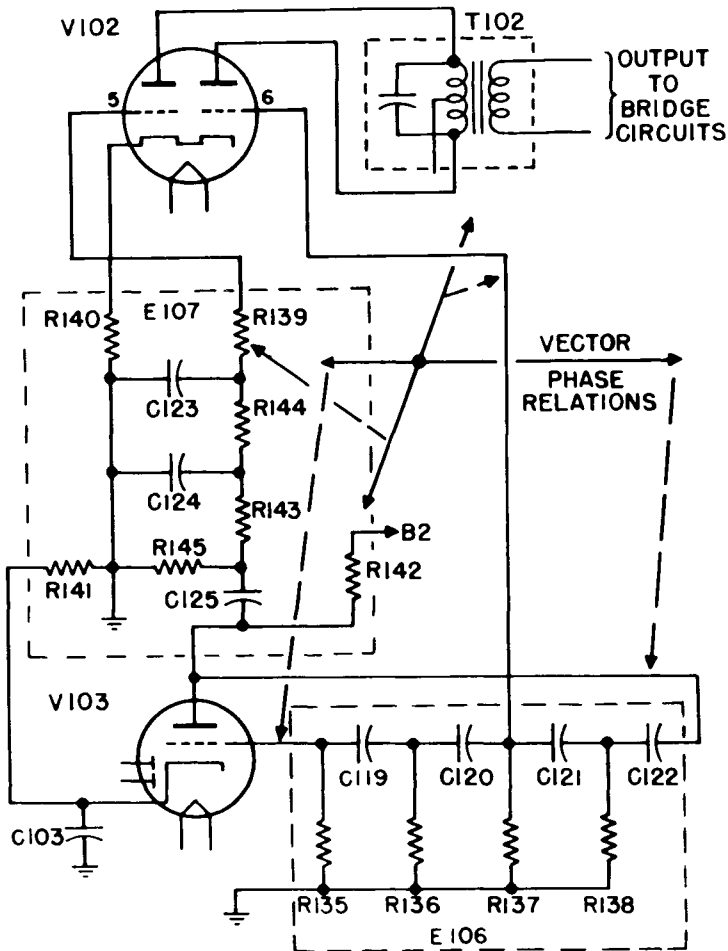 V102
T102
5
6
OUTPUT
TO
BRIDGE
CIRCUITS
R140
E107
R139
VECTOR
PHASE
RELATIONS
C123
R144
C124
R143
B2
R145
R142
R141
C125
V103
C119
C120
C121
C122
C103
R135
R136
R137
R138
E106